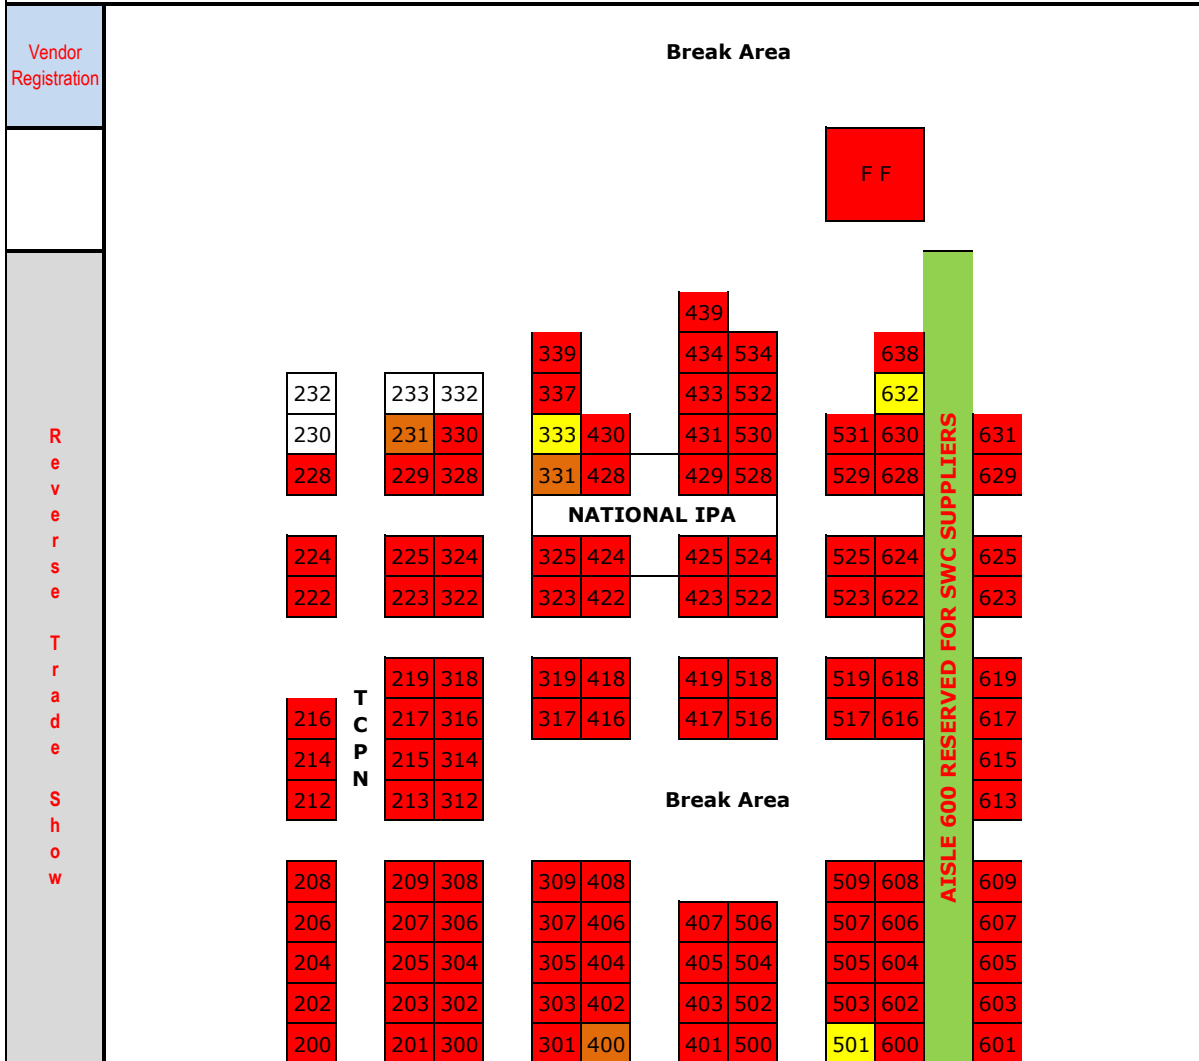 Vendor
Registration
Break Area
F F
439
339 434 534 638
232 233 332 337 433 532 632
230 231 330 333 430 431 530 531 630 631
228 229 328 331 428 429 528 529 628 629
NATIONAL IPA
224 225 324 325 424 425 524 525 624 625
222 223 322 323 422 423 522 523 622 623
219 318 319 418 419 518 519 618 619
216 217 316 317 416 417 516 517 616 617
214 215 314 615
212 213 312 Break Area 613
208 209 308 309 408 509 608 609
206 207 306 307 406 407 506 507 606 607
204 205 304 305 404 405 504 505 604 605
202 203 302 303 402 403 502 503 602 603
200 201 300 301 400 401 500 501 600 601
Reverse Trade Show
TCPN
AISLE 600 RESERVED FOR SWC SUPPLIERS